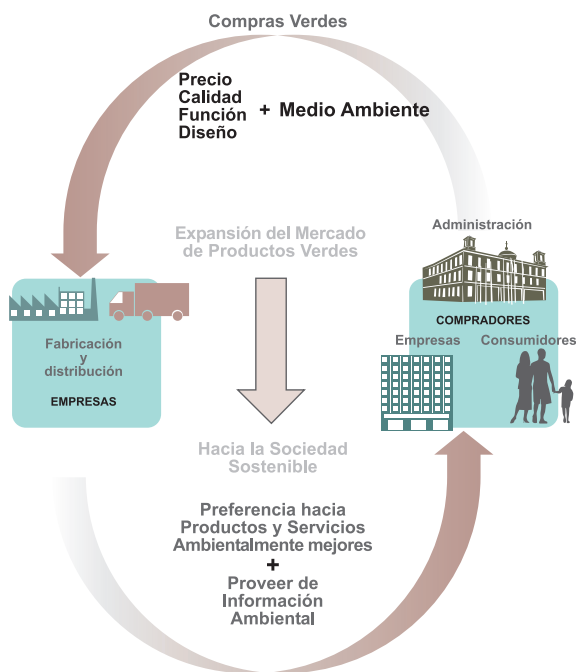 Compras Verdes
Precio
Calidad
Función
Diseño
+ Medio Ambiente
Expansión del Mercado
de Productos Verdes
Administración
COMPRADORES
Empresas
Consumidores
Fabricación
y
distribución
EMPRESAS
Hacia la Sociedad
Sostenible
Preferencia hacia
Productos y Servicios
Ambientalmente mejores
+
Proveer de
Información
Ambiental